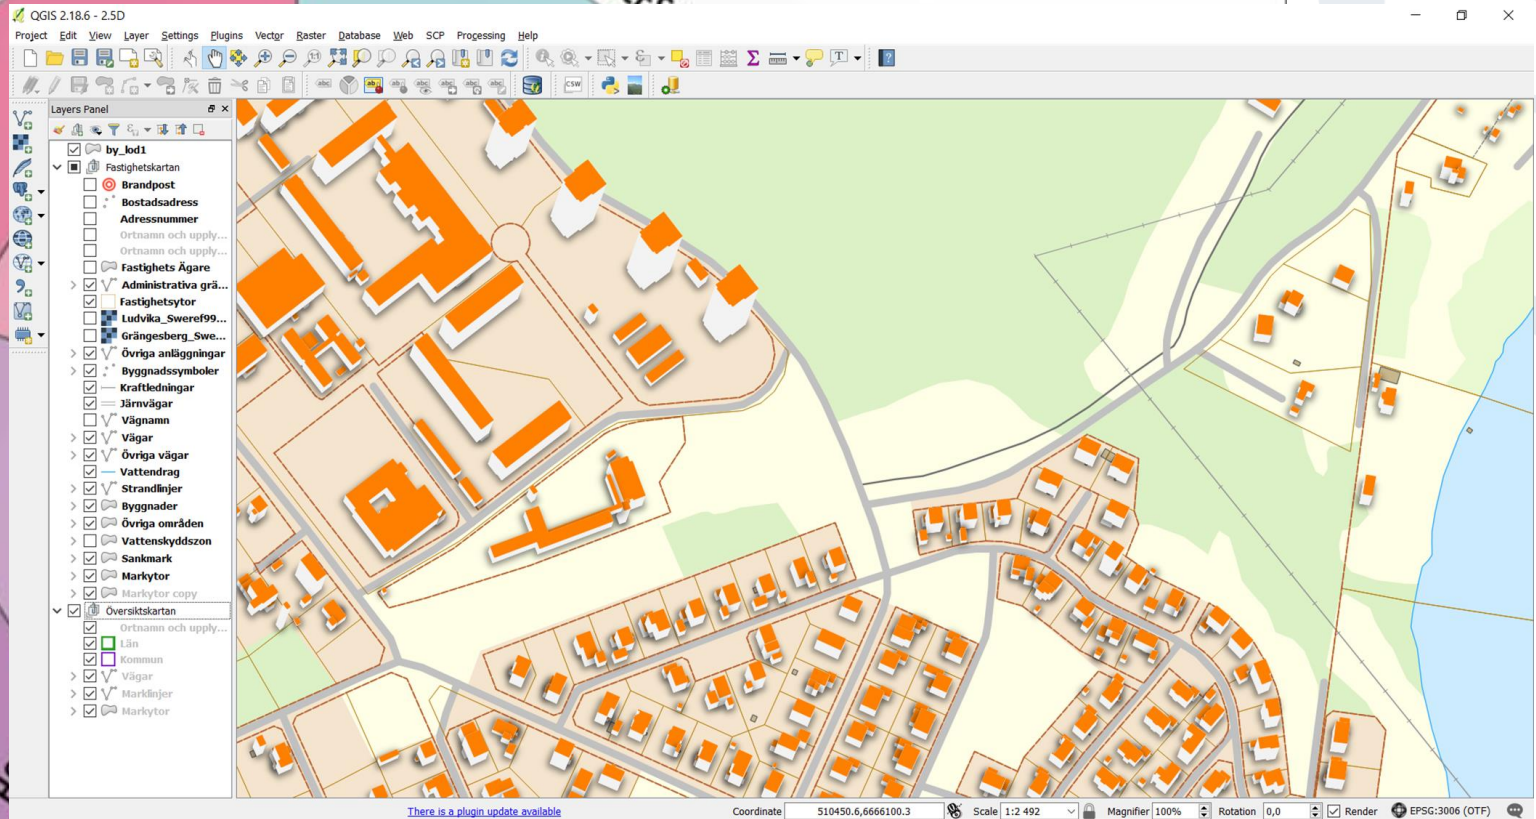 QGIS 2.18.6 - 2.5D
Project Edit View Layer Settings Plugins Vector Raster Database Web SCP Processing Help
Layers Panel
by_lod1
Fastighetskartan
Brandpost
Bostadsadress
Adressnummer
Ortnamn och upply...
Ortnamn och upply...
Fastighets Ägare
Administrativa grä...
Fastighetsytor
Ludvika_Sweref99...
Grängesberg_Swe...
Övriga anläggningar
Byggnadssymboler
Kraftledningar
Järnvägar
Vägnamn
Vägar
Övriga vägar
Vattendrag
Strandlinjer
Byggnader
Övriga områden
Vattenskyddszon
Sankmark
Markytor
Markytor copy
Översiktskartan
Ortnamn och upply...
Län
Kommun
Vägar
Marklinjer
Markytor
There is a plugin update available Coordinate 510450.6,6666100.3 Scale 1:2 492 Magnifier 100% Rotation 0,0 Render EPSG:3006 (OTF)